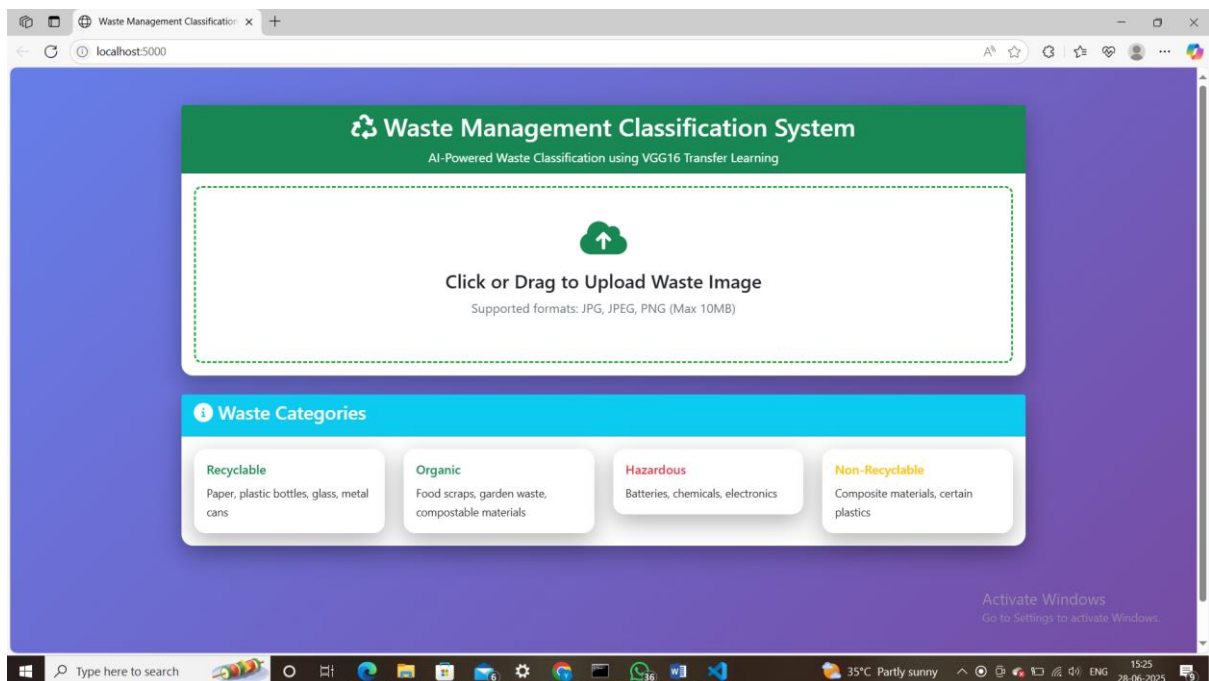 Waste Management Classification
localhost:5000
Waste Management Classification System
AI-Powered Waste Classification using VGG16 Transfer Learning
Click or Drag to Upload Waste Image
Supported formats: JPG, JPEG, PNG (Max 10MB)
Waste Categories
Recyclable
Paper, plastic bottles, glass, metal
cans
Organic
Food scraps, garden waste,
compostable materials
Hazardous
Batteries, chemicals, electronics
Non-Recyclable
Composite materials, certain
plastics
Activate Windows
Go to Settings to activate Windows.
Type here to search
6
36
35°C Partly sunny
ENG
15:25
28-06-2025
9